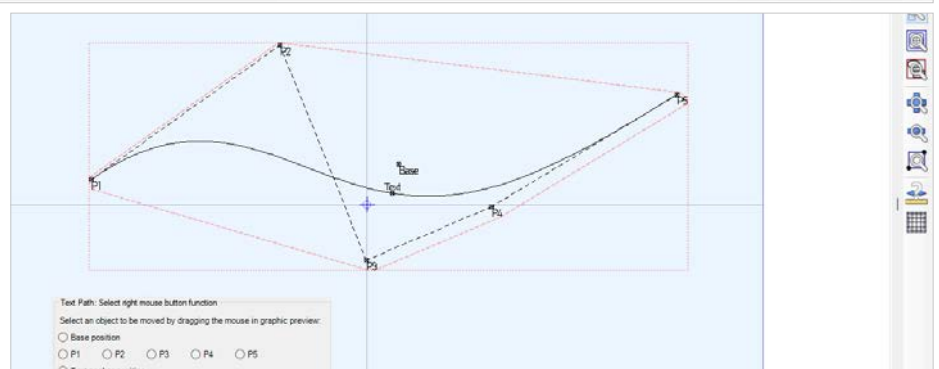 P2
P5
Base
P1
Text
P4
P3
Text Path: Select right mouse button function
Select an object to be moved by dragging the mouse in graphic preview:
Base position
P1 P2 P3 P4 P5